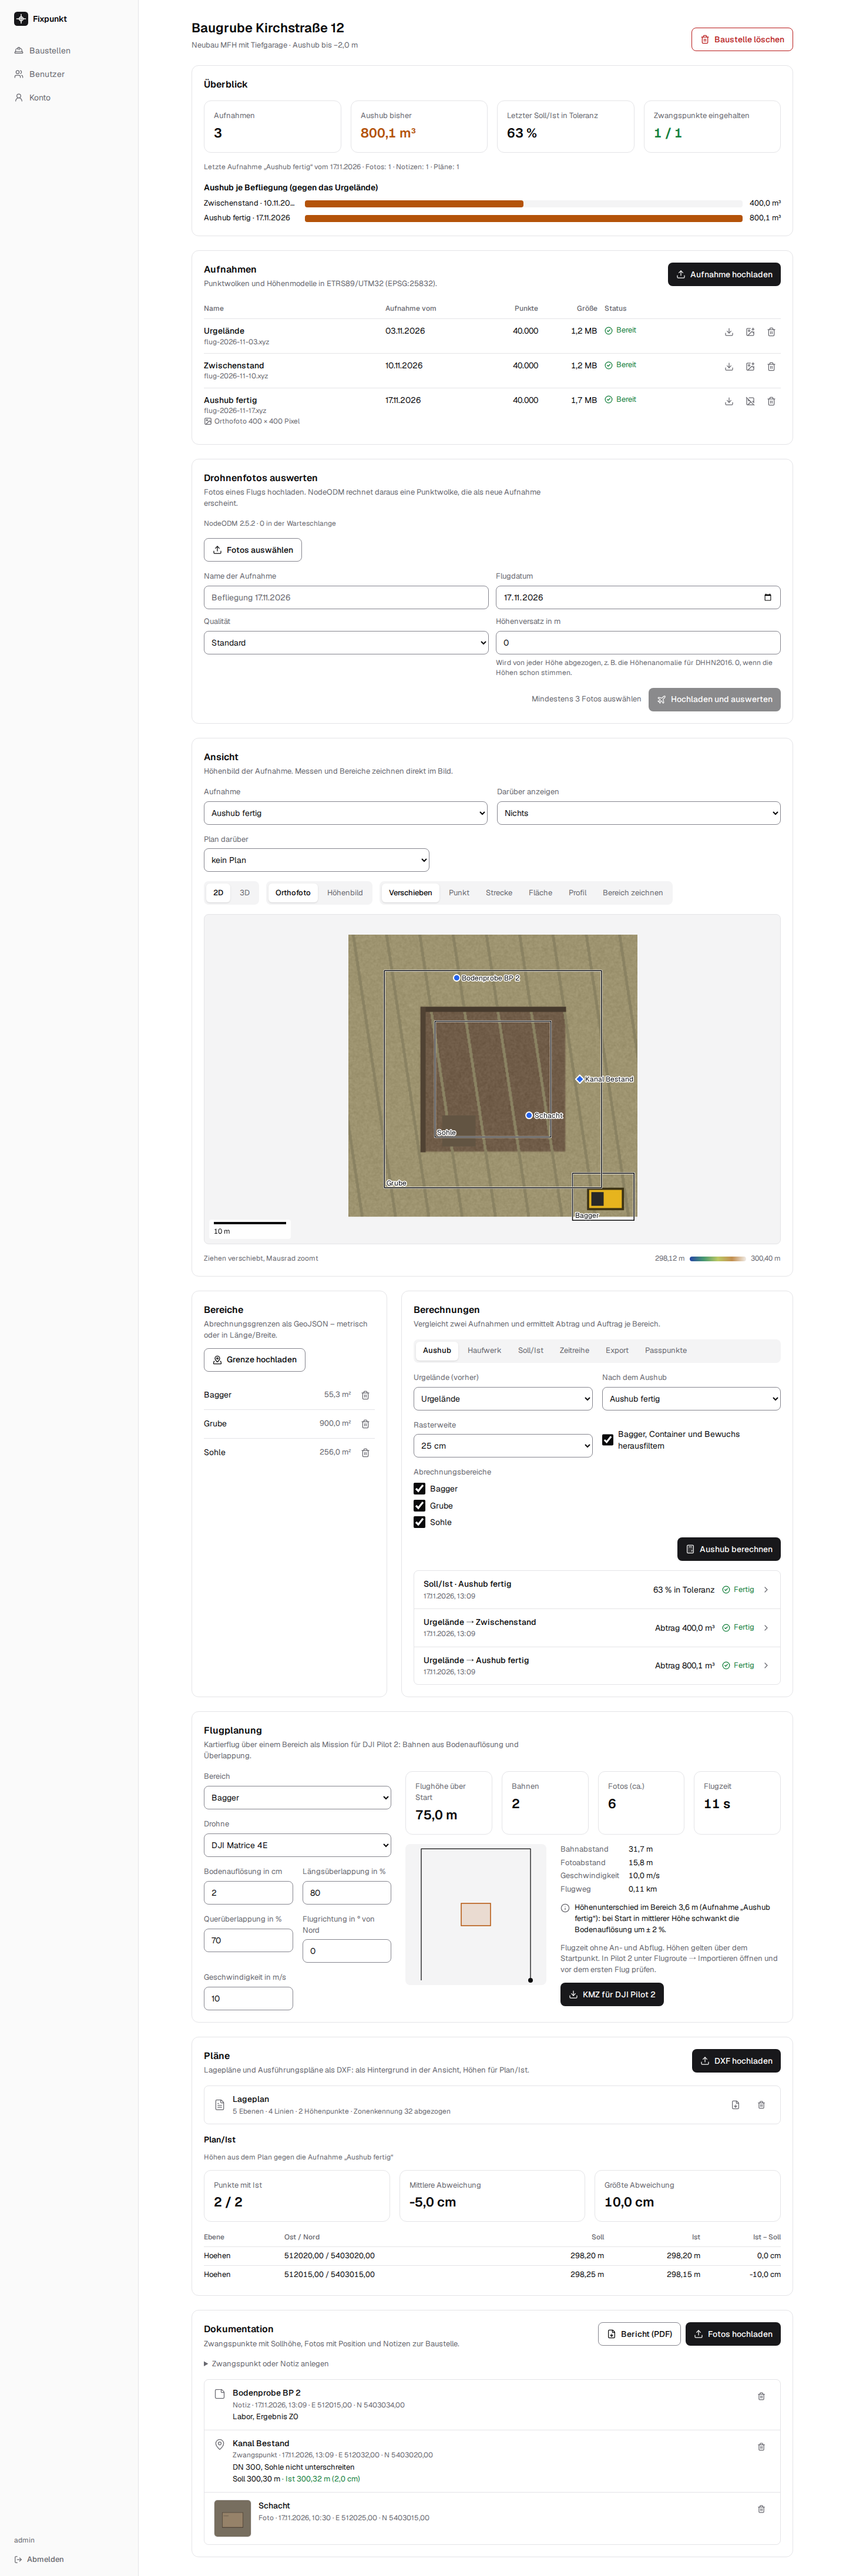 Fixpunkt
Baustellen
Benutzer
Konto
Baugrube Kirchstraße 12
Neubau MFH mit Tiefgarage · Aushub bis −2,0 m
Baustelle löschen
Überblick
Aufnahmen
3
Aushub bisher
800,1 m³
Letzter Soll/Ist in Toleranz
63 %
Zwangspunkte eingehalten
1 / 1
Letzte Aufnahme „Aushub fertig“ vom 17.11.2026 · Fotos: 1 · Notizen: 1 · Pläne: 1
Aushub je Befliegung (gegen das Urgelände)
Zwischenstand · 10.11.20… 400,0 m³
Aushub fertig · 17.11.2026 800,1 m³
Aufnahmen
Punktwolken und Höhenmodelle in ETRS89/UTM32 (EPSG:25832).
Aufnahme hochladen
Name Aufnahme vom Punkte Größe Status
Urgelände 03.11.2026 40.000 1,2 MB Bereit
flug-2026-11-03.xyz
Zwischenstand 10.11.2026 40.000 1,2 MB Bereit
flug-2026-11-10.xyz
Aushub fertig 17.11.2026 40.000 1,7 MB Bereit
flug-2026-11-17.xyz
Orthofoto 400 × 400 Pixel
Drohnenfotos auswerten
Fotos eines Flugs hochladen. NodeODM rechnet daraus eine Punktwolke, die als neue Aufnahme
erscheint.
NodeODM 2.5.2 · 0 in der Warteschlange
Fotos auswählen
Name der Aufnahme Flugdatum
Befliegung 17.11.2026 17.11.2026
Qualität Höhenversatz in m
Standard 0
Wird von jeder Höhe abgezogen, z. B. die Höhenanomalie für DHHN2016. 0, wenn die
Höhen schon stimmen.
Mindestens 3 Fotos auswählen Hochladen und auswerten
Ansicht
Höhenbild der Aufnahme. Messen und Bereiche zeichnen direkt im Bild.
Aufnahme Darüber anzeigen
Aushub fertig Nichts
Plan darüber
kein Plan
2D 3D Orthofoto Höhenbild Verschieben Punkt Strecke Fläche Profil Bereich zeichnen
Bodenprobe BP 2
Kanal Bestand
Schacht
Sohle
Grube
Bagger
10 m
Ziehen verschiebt, Mausrad zoomt 298,12 m 300,40 m
Bereiche
Abrechnungsgrenzen als GeoJSON – metrisch
oder in Länge/Breite.
Grenze hochladen
Bagger 55,3 m²
Grube 900,0 m²
Sohle 256,0 m²
Berechnungen
Vergleicht zwei Aufnahmen und ermittelt Abtrag und Auftrag je Bereich.
Aushub Haufwerk Soll/Ist Zeitreihe Export Passpunkte
Urgelände (vorher) Nach dem Aushub
Urgelände Aushub fertig
Rasterweite
25 cm
Bagger, Container und Bewuchs
herausfiltern
Abrechnungsbereiche
Bagger
Grube
Sohle
Aushub berechnen
Soll/Ist · Aushub fertig 63 % in Toleranz Fertig
17.11.2026, 13:09
Urgelände → Zwischenstand Abtrag 400,0 m³ Fertig
17.11.2026, 13:09
Urgelände → Aushub fertig Abtrag 800,1 m³ Fertig
17.11.2026, 13:09
Flugplanung
Kartierflug über einem Bereich als Mission für DJI Pilot 2: Bahnen aus Bodenauflösung und
Überlappung.
Bereich
Bagger
Drohne
DJI Matrice 4E
Bodenauflösung in cm Längsüberlappung in %
2 80
Querüberlappung in % Flugrichtung in ° von
Nord
70 0
Geschwindigkeit in m/s
10
Flughöhe über
Start
75,0 m
Bahnen
2
Fotos (ca.)
6
Flugzeit
11 s
Bahnabstand 31,7 m
Fotoabstand 15,8 m
Geschwindigkeit 10,0 m/s
Flugweg 0,11 km
Höhenunterschied im Bereich 3,6 m (Aufnahme „Aushub
fertig“): bei Start in mittlerer Höhe schwankt die
Bodenauflösung um ± 2 %.
Flugzeit ohne An- und Abflug. Höhen gelten über dem
Startpunkt. In Pilot 2 unter Flugroute → Importieren öffnen und
vor dem ersten Flug prüfen.
KMZ für DJI Pilot 2
Pläne
Lagepläne und Ausführungspläne als DXF: als Hintergrund in der Ansicht, Höhen für Plan/Ist.
DXF hochladen
Lageplan
5 Ebenen · 4 Linien · 2 Höhenpunkte · Zonenkennung 32 abgezogen
Plan/Ist
Höhen aus dem Plan gegen die Aufnahme „Aushub fertig“
Punkte mit Ist
2 / 2
Mittlere Abweichung
-5,0 cm
Größte Abweichung
10,0 cm
Ebene Ost / Nord Soll Ist Ist − Soll
Hoehen 512020,00 / 5403020,00 298,20 m 298,20 m 0,0 cm
Hoehen 512015,00 / 5403015,00 298,25 m 298,15 m -10,0 cm
Dokumentation
Zwangspunkte mit Sollhöhe, Fotos mit Position und Notizen zur Baustelle.
Bericht (PDF) Fotos hochladen
Zwangspunkt oder Notiz anlegen
Bodenprobe BP 2
Notiz · 17.11.2026, 13:09 · E 512015,00 · N 5403034,00
Labor, Ergebnis Z0
Kanal Bestand
Zwangspunkt · 17.11.2026, 13:09 · E 512032,00 · N 5403020,00
DN 300, Sohle nicht unterschreiten
Soll 300,30 m · Ist 300,32 m (2,0 cm)
Schacht
Foto · 17.11.2026, 10:30 · E 512025,00 · N 5403015,00
admin
Abmelden